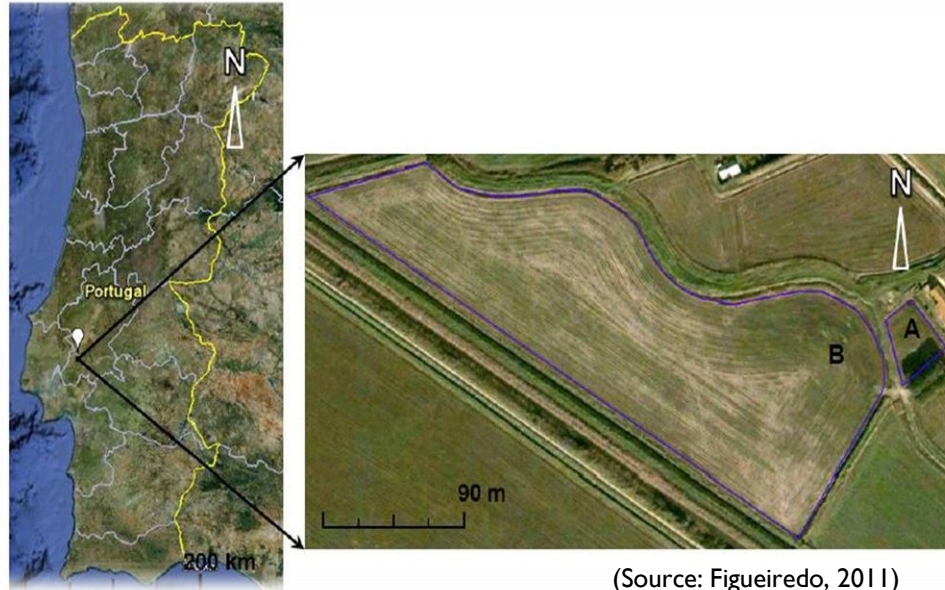 N
Portugal
200 km
N
A
B
90 m
(Source: Figueiredo, 2011)